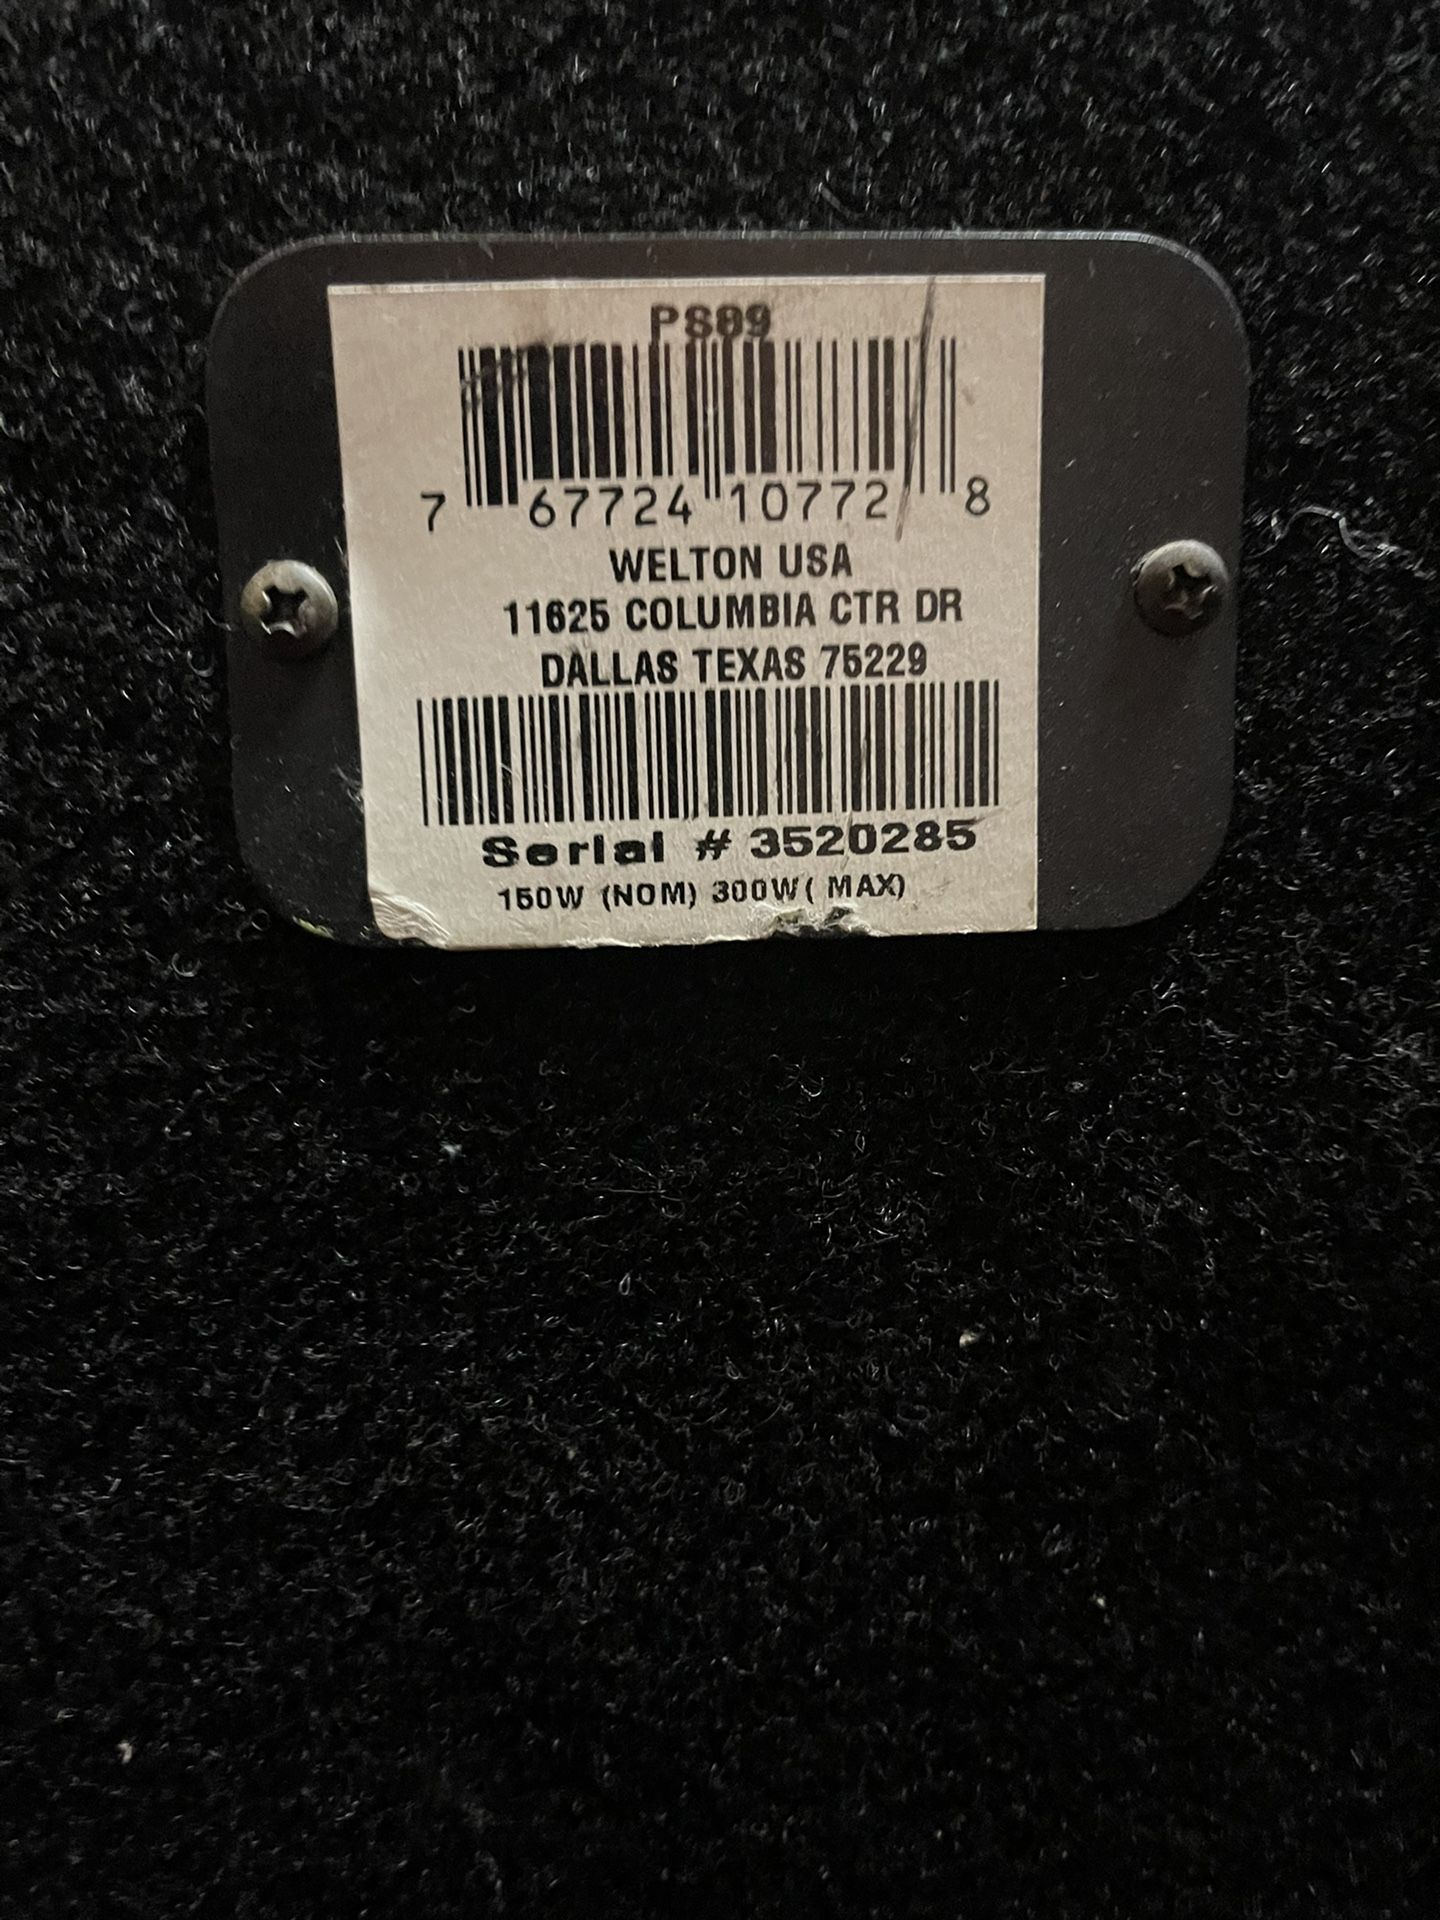 PS09
7 67724 10772 8
WELTON USA
11625 COLUMBIA CTR DR
DALLAS TEXAS 75229
Serial # 3520285
150W (NOM) 300W( MAX)